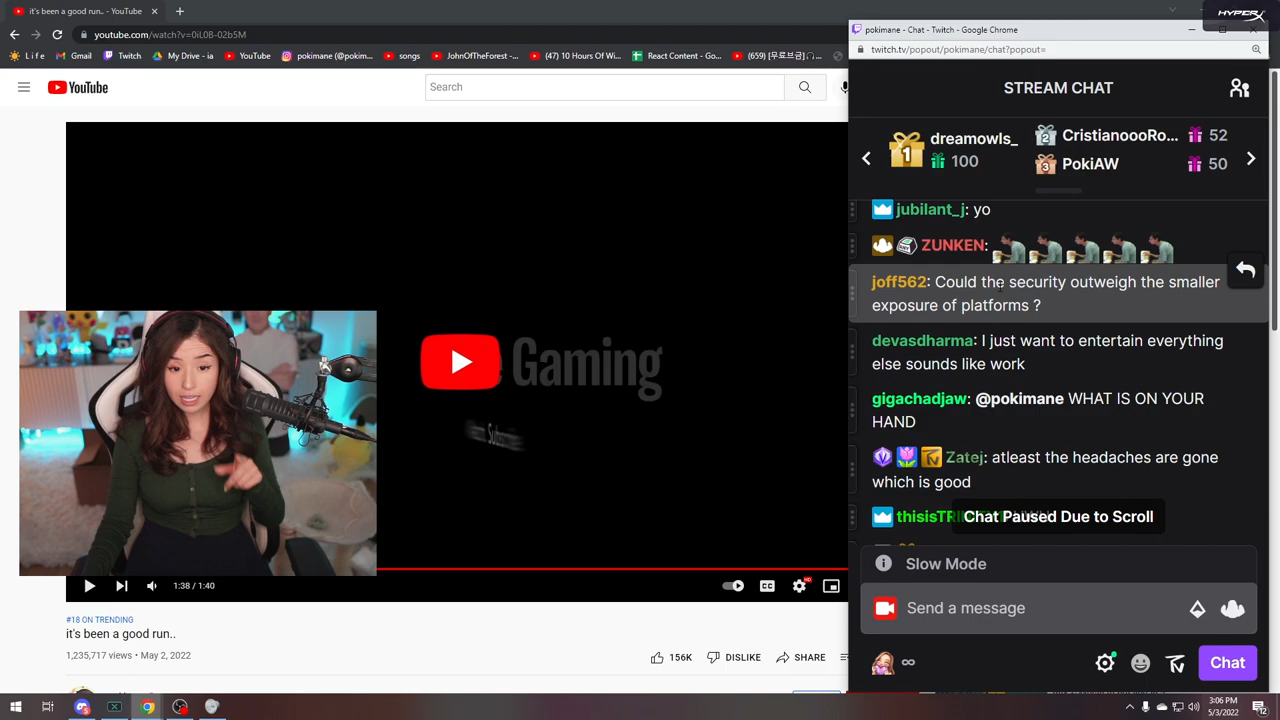 it's been a good run.. - YouTube
HYPERX
youtube.com/watch?v=0iL08-02b5M
Life
Gmail
Twitch
My Drive - ia
YouTube
pokimane (@pokim...
songs
JohnOfTheForest -...
(47) 10 Hours Of Wi...
React Content - Go...
YouTube
Search
Gaming
1:38 / 1:40
HD
#18 ON TRENDING
it's been a good run..
1,235,717 views • May 2, 2022
156K
DISLIKE
SHARE
pokimane - Chat - Twitch - Google Chrome
twitch.tv/popout/pokimane/chat?popout=
STREAM CHAT
1
dreamowls_
100
2
CristianoooRo...
52
3
PokiAW
50
jubilant_j: yo
ZUNKEN:
joff562: Could the security outweigh the smaller
exposure of platforms ?
devasdharma: I just want to entertain everything
else sounds like work
gigachadjaw: @pokimane WHAT IS ON YOUR
HAND
Zatej: atleast the headaches are gone
which is good
Chat Paused Due to Scroll
Slow Mode
Send a message
∞
Chat
3:06 PM
5/3/2022
12